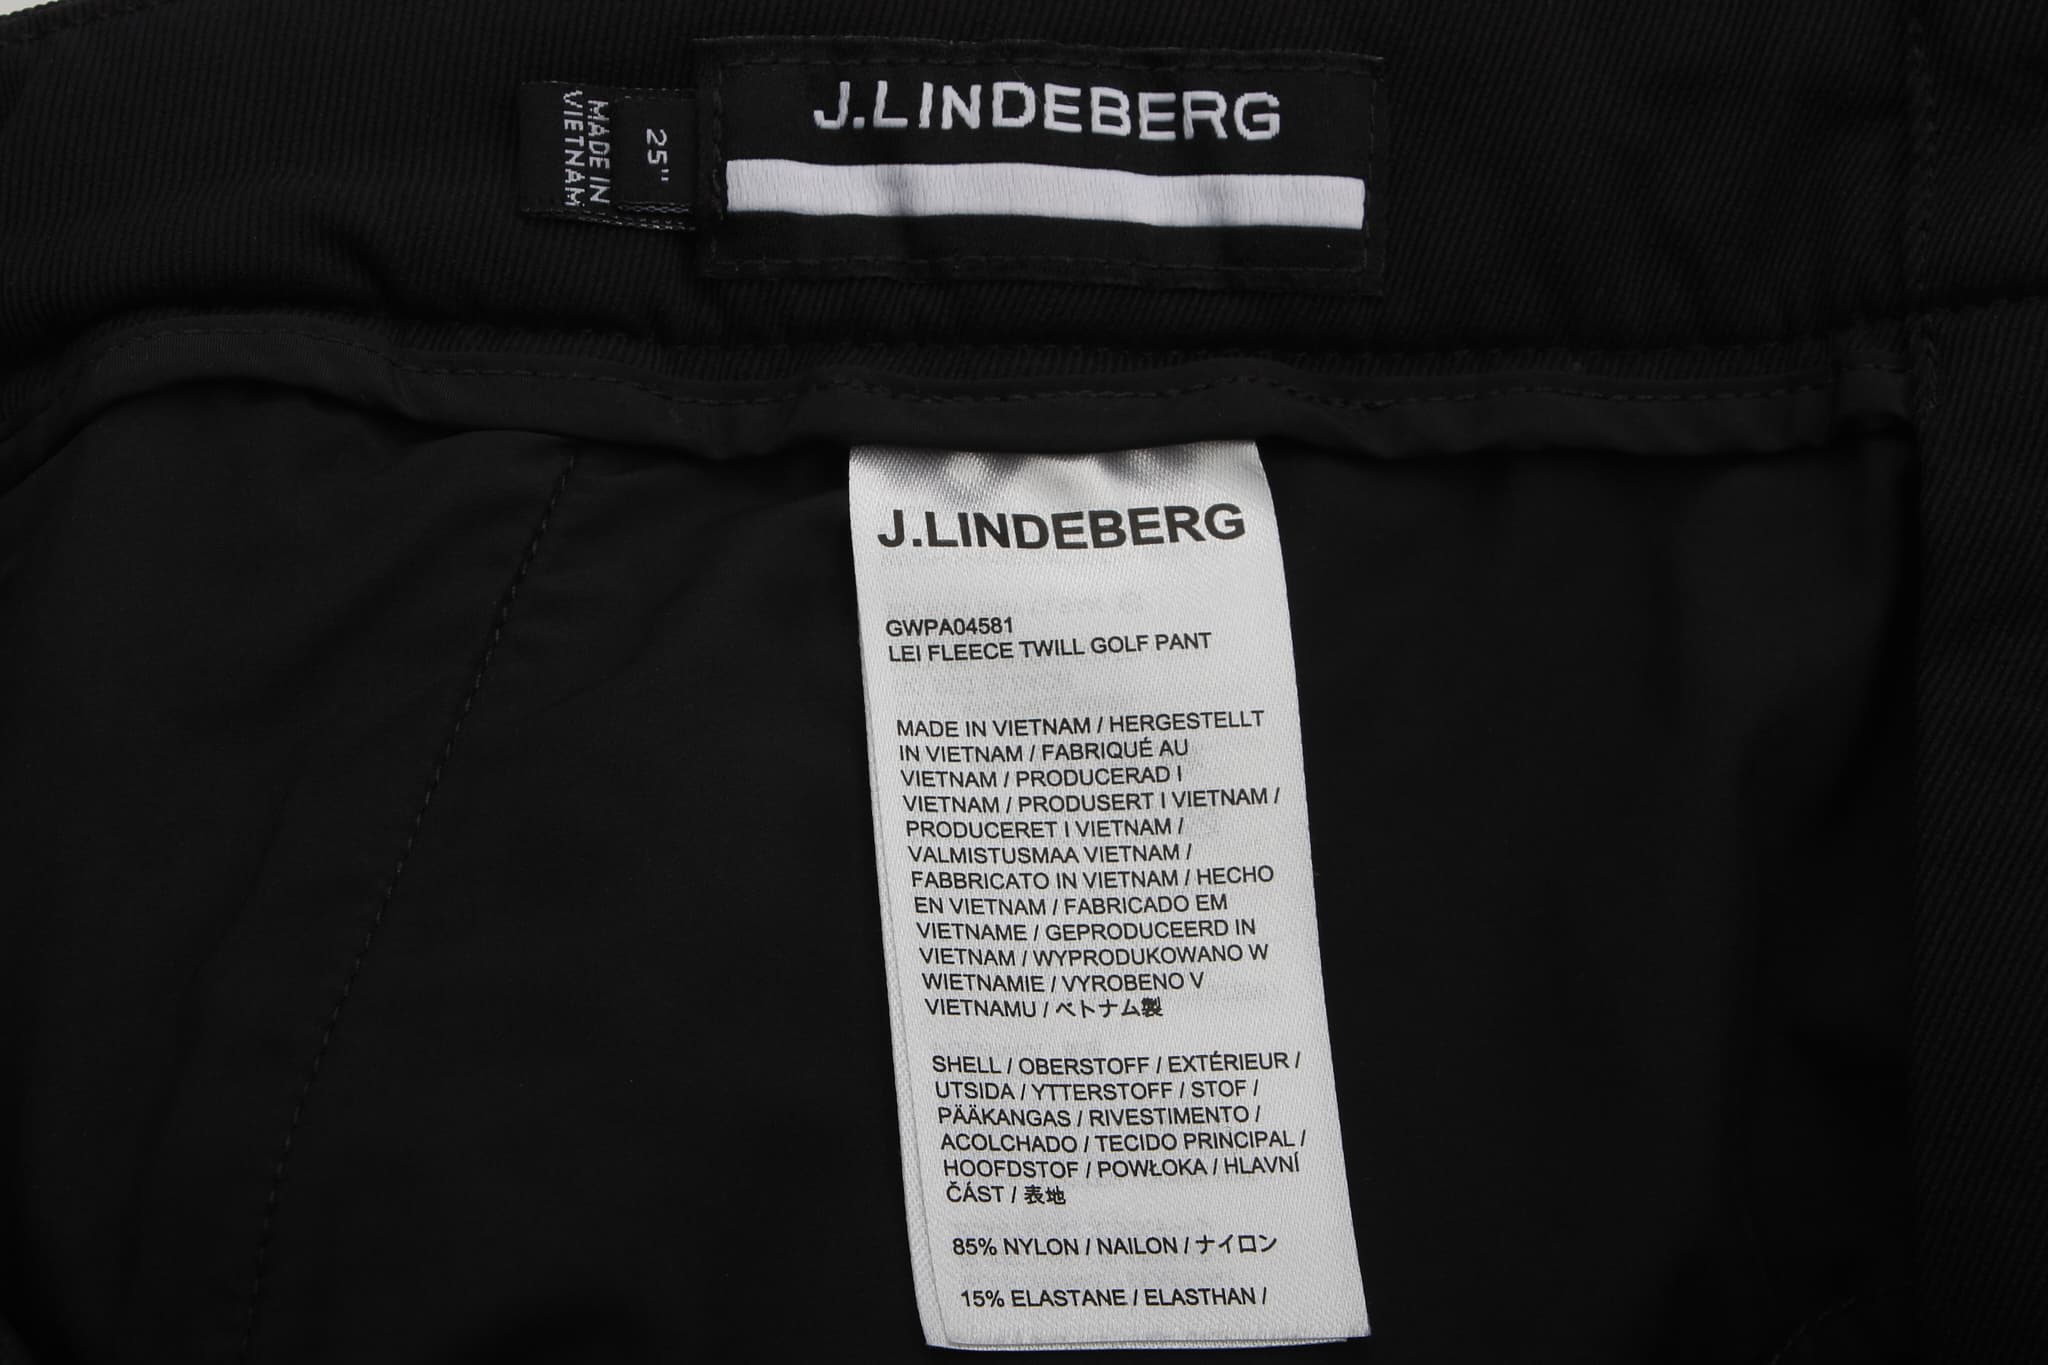 J.LINDEBERG
25"
MADE IN
VIETNAM
J.LINDEBERG
GWPA04581
LEI FLEECE TWILL GOLF PANT
MADE IN VIETNAM / HERGESTELLT
IN VIETNAM / FABRIQUÉ AU
VIETNAM / PRODUCERAD I
VIETNAM / PRODUSERT I VIETNAM /
PRODUCERET I VIETNAM /
VALMISTUSMAA VIETNAM /
FABBRICATO IN VIETNAM / HECHO
EN VIETNAM / FABRICADO EM
VIETNAME / GEPRODUCEERD IN
VIETNAM / WYPRODUKOWANO W
WIETNAMIE / VYROBENO V
VIETNAMU / ベトナム製
SHELL / OBERSTOFF / EXTÉRIEUR /
UTSIDA / YTTERSTOFF / STOF /
PÄÄKANGAS / RIVESTIMENTO /
ACOLCHADO / TECIDO PRINCIPAL /
HOOFDSTOF / POWŁOKA / HLAVNÍ
ČÁST / 表地
85% NYLON / NAILON / ナイロン
15% ELASTANE / ELASTHAN /